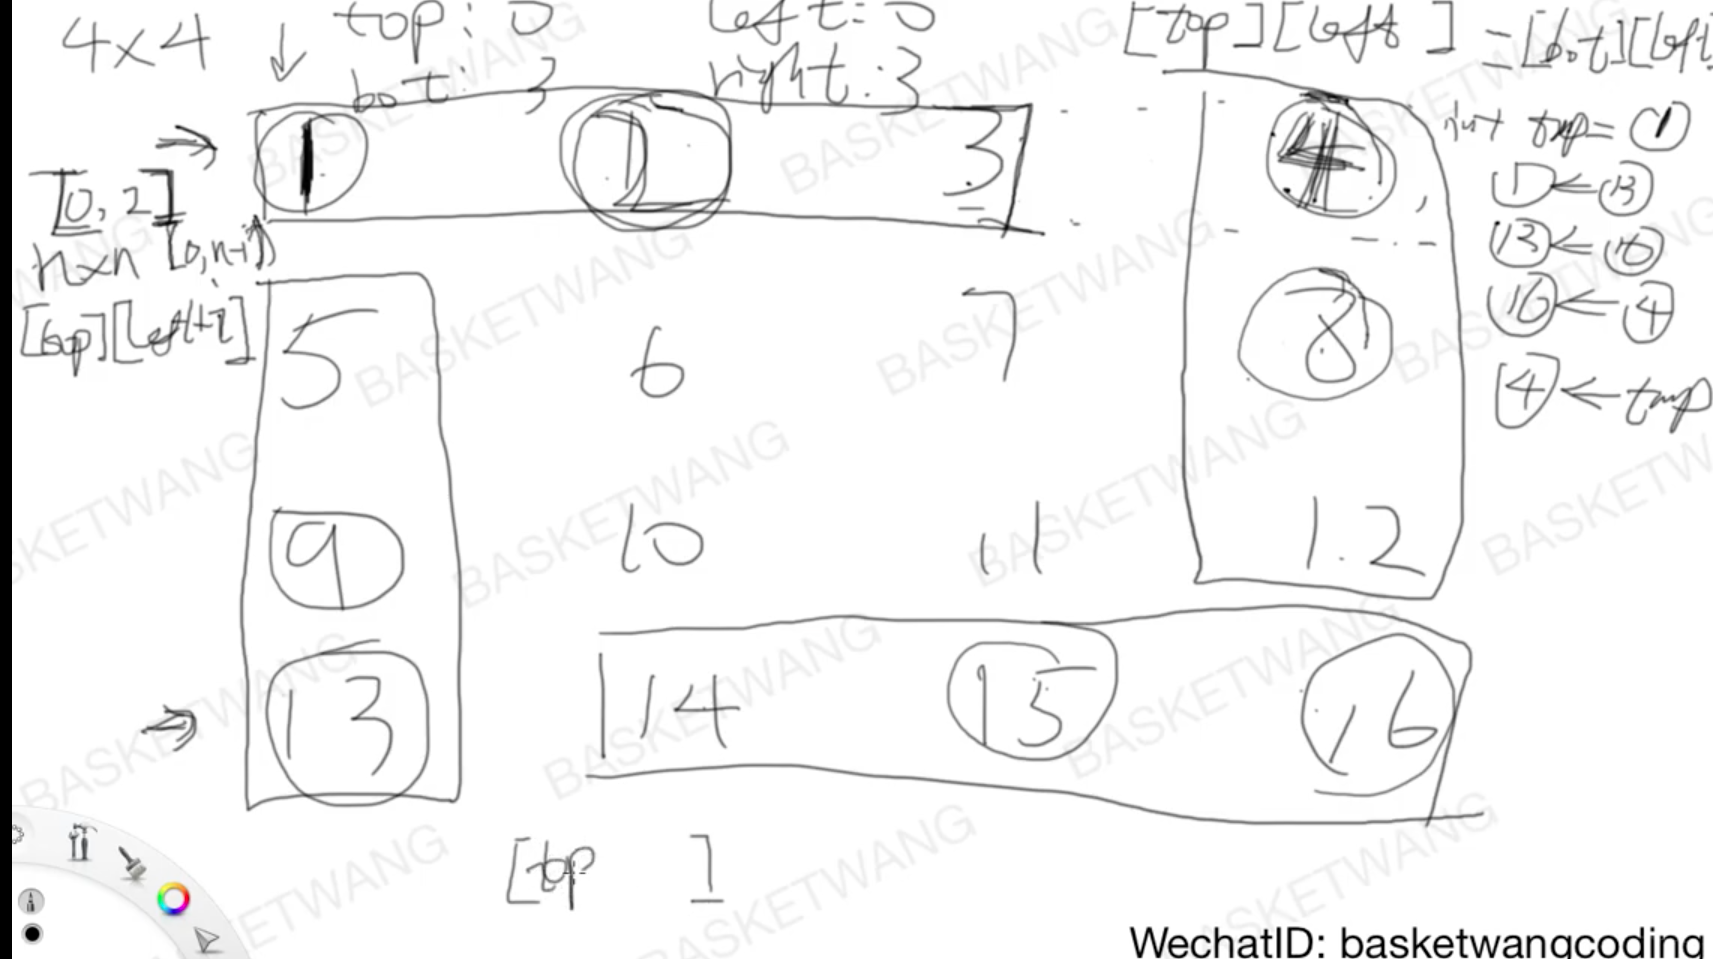 4x4 top: 0 left: 0 [top][left] = [bot][left
bot: 3 right: 3
1 2 3 4 int tmp= 1
1 ← 13
[0, 2]
13 ← 16
nxn [0, n-1)
16 ← 4
[top][left+i] 5 6 7 8
4 ← tmp
9 10 11 12
13 14 15 16
[top ]
BASKETWANG
WechatID: basketwangcoding